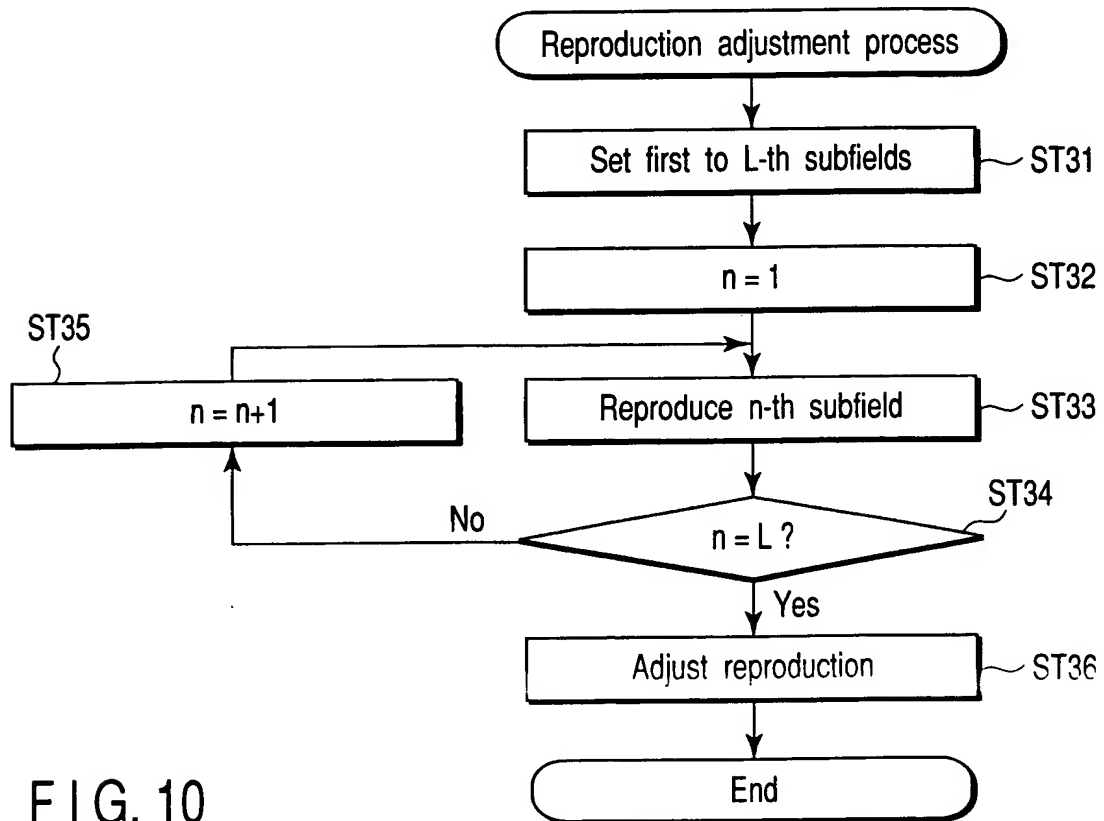 Reproduction adjustment process
Set first to L-th subfields
ST31
n = 1
ST32
ST35
n = n+1
Reproduce n-th subfield
ST33
ST34
No
n = L ?
Yes
Adjust reproduction
ST36
End
FIG. 10